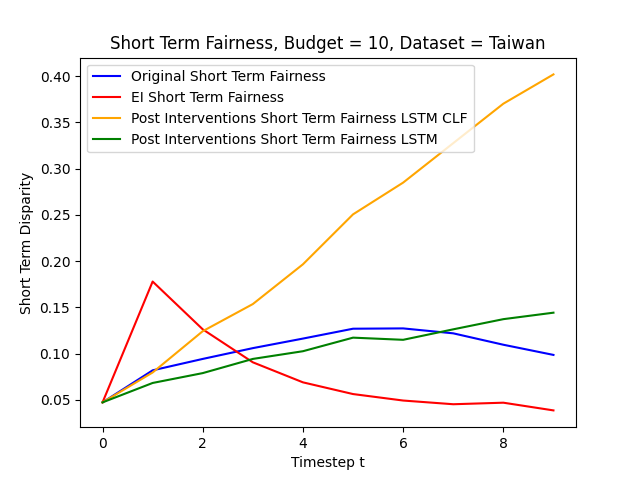 Short Term Fairness, Budget = 10, Dataset = Taiwan
Original Short Term Fairness
EI Short Term Fairness
Post Interventions Short Term Fairness LSTM CLF
Post Interventions Short Term Fairness LSTM
Short Term Disparity
0.40
0.35
0.30
0.25
0.20
0.15
0.10
0.05
0
2
4
6
8
Timestep t